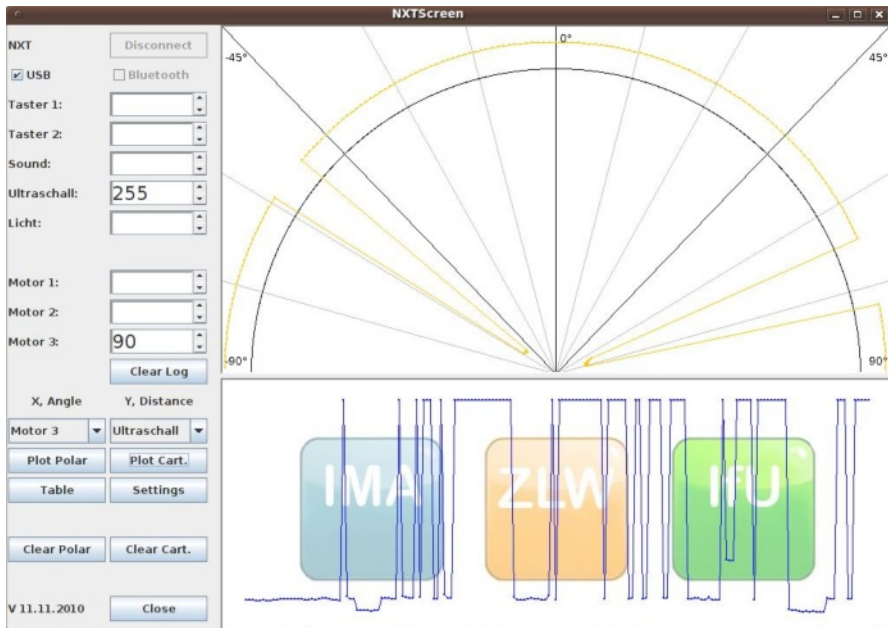 NXTScreen
NXT Disconnect
USB Bluetooth
Taster 1:
Taster 2:
Sound:
Ultraschall: 255
Licht:
Motor 1:
Motor 2:
Motor 3: 90
Clear Log
X, Angle Y, Distance
Motor 3 Ultraschall
Plot Polar Plot Cart.
Table Settings
Clear Polar Clear Cart.
V 11.11.2010 Close
-45° 0° 45°
-90° 90°
IMA ZLW IfU